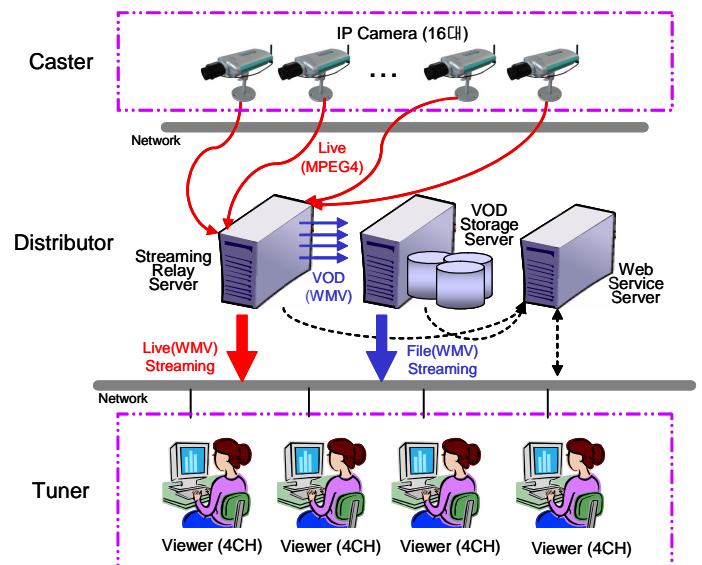 IP Camera (16대)
Caster
...
Network
Live
(MPEG4)
Distributor
Streaming
Relay
Server
VOD
(WMV)
VOD
Storage
Server
Web
Service
Server
Live(WMV)
Streaming
File(WMV)
Streaming
Network
Tuner
Viewer (4CH)
Viewer (4CH)
Viewer (4CH)
Viewer (4CH)